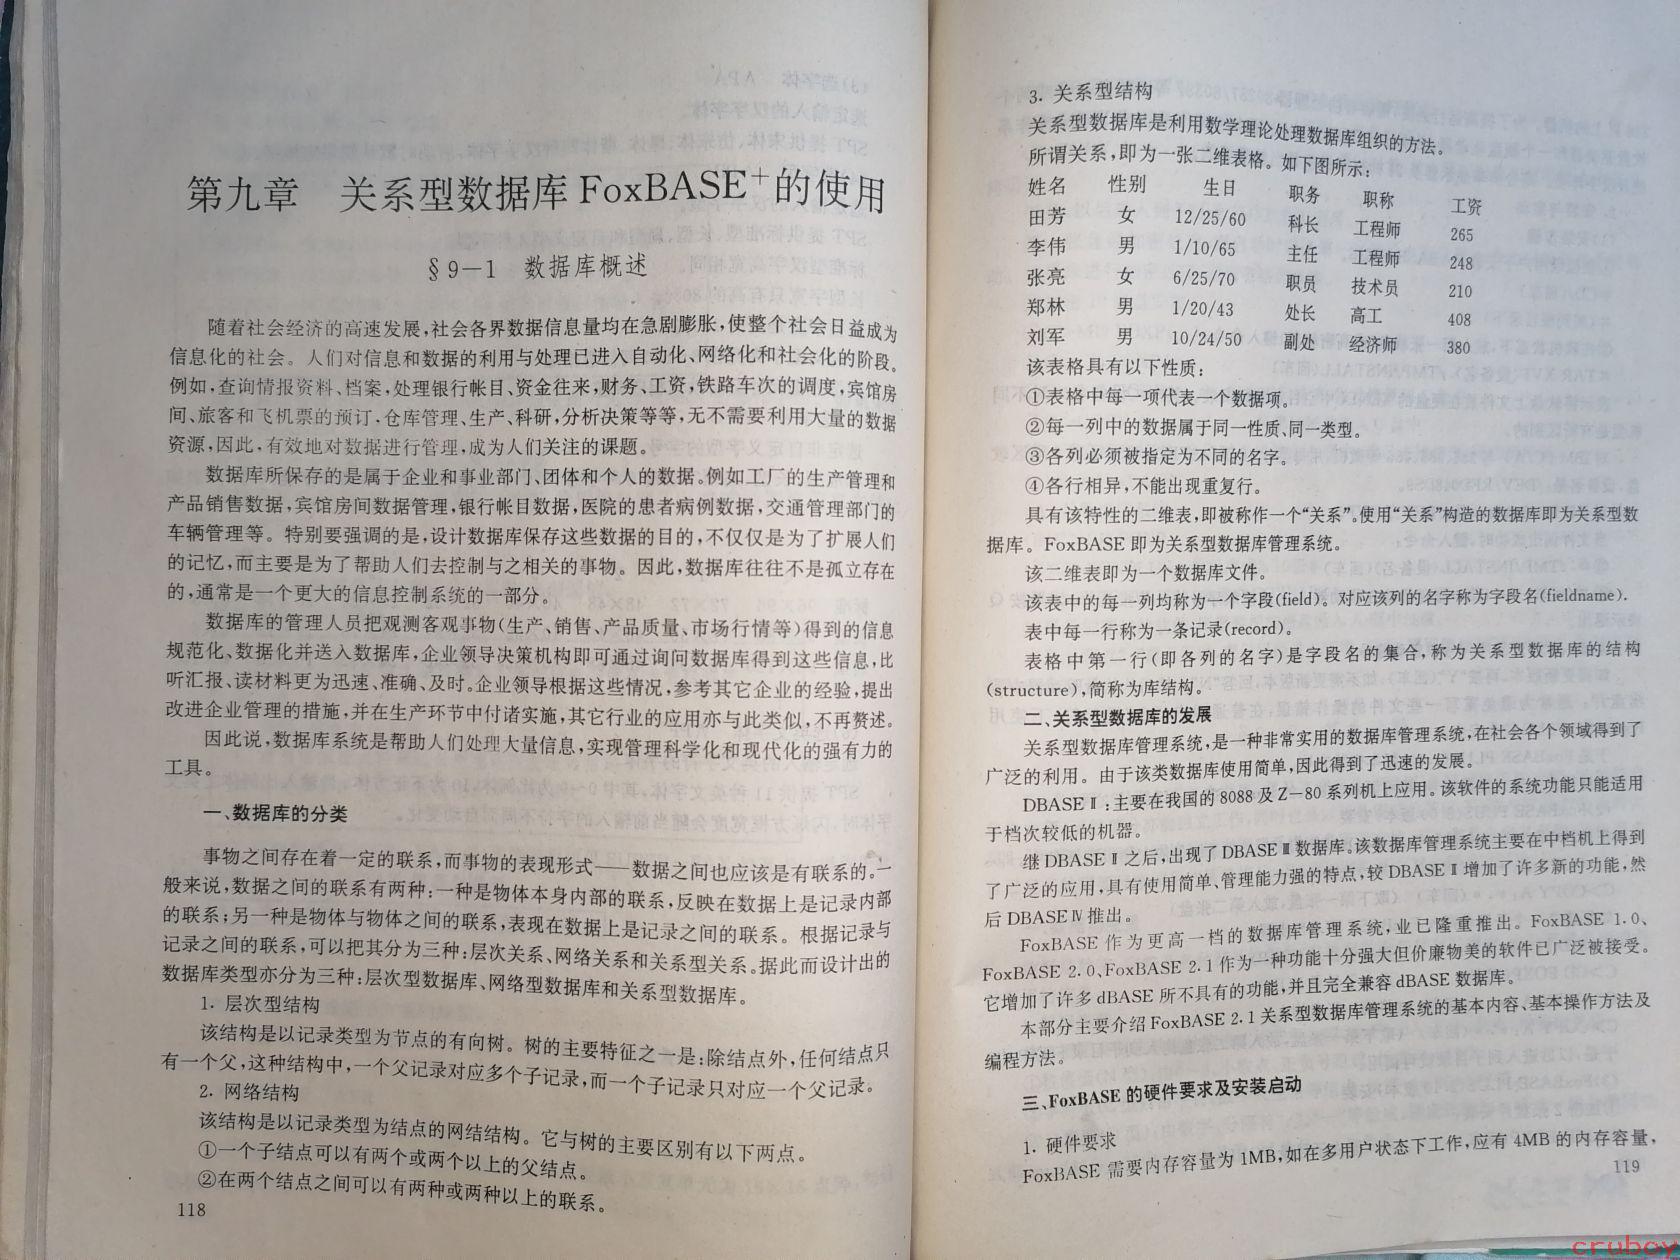 第九章 关系型数据库 FoxBASE⁺ 的使用
§9-1 数据库概述
随着社会经济的高速发展,社会各界数据信息量均在急剧膨胀,使整个社会日益成为
信息化的社会。人们对信息和数据的利用与处理已进入自动化、网络化和社会化的阶段。
例如,查询情报资料、档案,处理银行帐目、资金往来,财务、工资,铁路车次的调度,宾馆房
间、旅客和飞机票的预订,仓库管理、生产、科研,分析决策等等,无不需要利用大量的数据
资源,因此,有效地对数据进行管理,成为人们关注的课题。
数据库所保存的是属于企业和事业部门、团体和个人的数据。例如工厂的生产管理和
产品销售数据,宾馆房间数据管理,银行帐目数据,医院的患者病例数据,交通管理部门的
车辆管理等。特别要强调的是,设计数据库保存这些数据的目的,不仅仅是为了扩展人们
的记忆,而主要是为了帮助人们去控制与之相关的事物。因此,数据库往往不是孤立存在
的,通常是一个更大的信息控制系统的一部分。
数据库的管理人员把观测客观事物(生产、销售、产品质量、市场行情等)得到的信息
规范化、数据化并送入数据库,企业领导决策机构即可通过询问数据库得到这些信息,比
听汇报、读材料更为迅速、准确、及时。企业领导根据这些情况,参考其它企业的经验,提出
改进企业管理的措施,并在生产环节中付诸实施,其它行业的应用亦与此类似,不再赘述。
因此说,数据库系统是帮助人们处理大量信息,实现管理科学化和现代化的强有力的
工具。
一、数据库的分类
事物之间存在着一定的联系,而事物的表现形式——数据之间也应该是有联系的。一
般来说,数据之间的联系有两种:一种是物体本身内部的联系,反映在数据上是记录内部
的联系;另一种是物体与物体之间的联系,表现在数据上是记录之间的联系。根据记录与
记录之间的联系,可以把其分为三种:层次关系、网络关系和关系型关系。据此而设计出的
数据库类型亦分为三种:层次型数据库、网络型数据库和关系型数据库。
1. 层次型结构
该结构是以记录类型为节点的有向树。树的主要特征之一是:除结点外,任何结点只
有一个父,这种结构中,一个父记录对应多个子记录,而一个子记录只对应一个父记录。
2. 网络结构
该结构是以记录类型为结点的网结结构。它与树的主要区别有以下两点。
①一个子结点可以有两个或两个以上的父结点。
②在两个结点之间可以有两种或两种以上的联系。
118
3. 关系型结构
关系型数据库是利用数学理论处理数据库组织的方法。
所谓关系,即为一张二维表格。如下图所示:
姓名 性别 生日 职务 职称 工资
田芳 女 12/25/60 科长 工程师 265
李伟 男 1/10/65 主任 工程师 248
张亮 女 6/25/70 职员 技术员 210
郑林 男 1/20/43 处长 高工 408
刘军 男 10/24/50 副处 经济师 380
该表格具有以下性质:
①表格中每一项代表一个数据项。
②每一列中的数据属于同一性质、同一类型。
③各列必须被指定为不同的名字。
④各行相异,不能出现重复行。
具有该特性的二维表,即被称作一个“关系”。使用“关系”构造的数据库即为关系型数
据库。FoxBASE 即为关系型数据库管理系统。
该二维表即为一个数据库文件。
该表中的每一列均称为一个字段(field)。对应该列的名字称为字段名(fieldname).
表中每一行称为一条记录(record)。
表格中第一行(即各列的名字)是字段名的集合,称为关系型数据库的结构
(structure),简称为库结构。
二、关系型数据库的发展
关系型数据库管理系统,是一种非常实用的数据库管理系统,在社会各个领域得到了
广泛的利用。由于该类数据库使用简单,因此得到了迅速的发展。
DBASEⅡ:主要在我国的 8088 及 Z-80 系列机上应用。该软件的系统功能只能适用
于档次较低的机器。
继 DBASEⅡ之后,出现了 DBASEⅢ数据库。该数据库管理系统主要在中档机上得到
了广泛的应用,具有使用简单、管理能力强的特点,较 DBASEⅡ增加了许多新的功能,然
后 DBASEⅣ推出。
FoxBASE 作为更高一档的数据库管理系统,业已隆重推出。FoxBASE 1.0、
FoxBASE 2.0、FoxBASE 2.1 作为一种功能十分强大但价廉物美的软件已广泛被接受。
它增加了许多 dBASE 所不具有的功能,并且完全兼容 dBASE 数据库。
本部分主要介绍 FoxBASE 2.1 关系型数据库管理系统的基本内容、基本操作方法及
编程方法。
三、FoxBASE 的硬件要求及安装启动
1. 硬件要求
FoxBASE 需要内存容量为 1MB,如在多用户状态下工作,应有 4MB 的内存容量,
119
cruboy